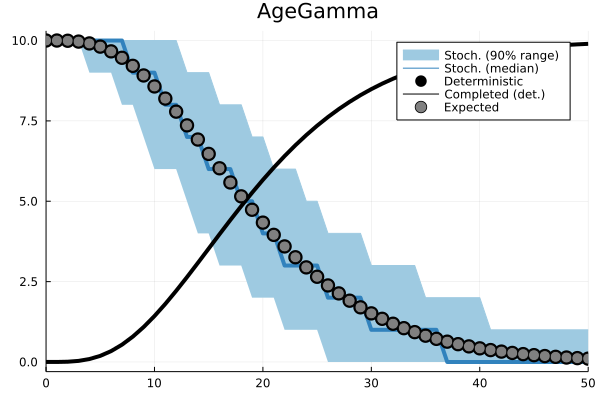 AgeGamma
10.0
7.5
5.0
2.5
0.0
Stoch. (90% range)
Stoch. (median)
Deterministic
Completed (det.)
Expected
0 10 20 30 40 50